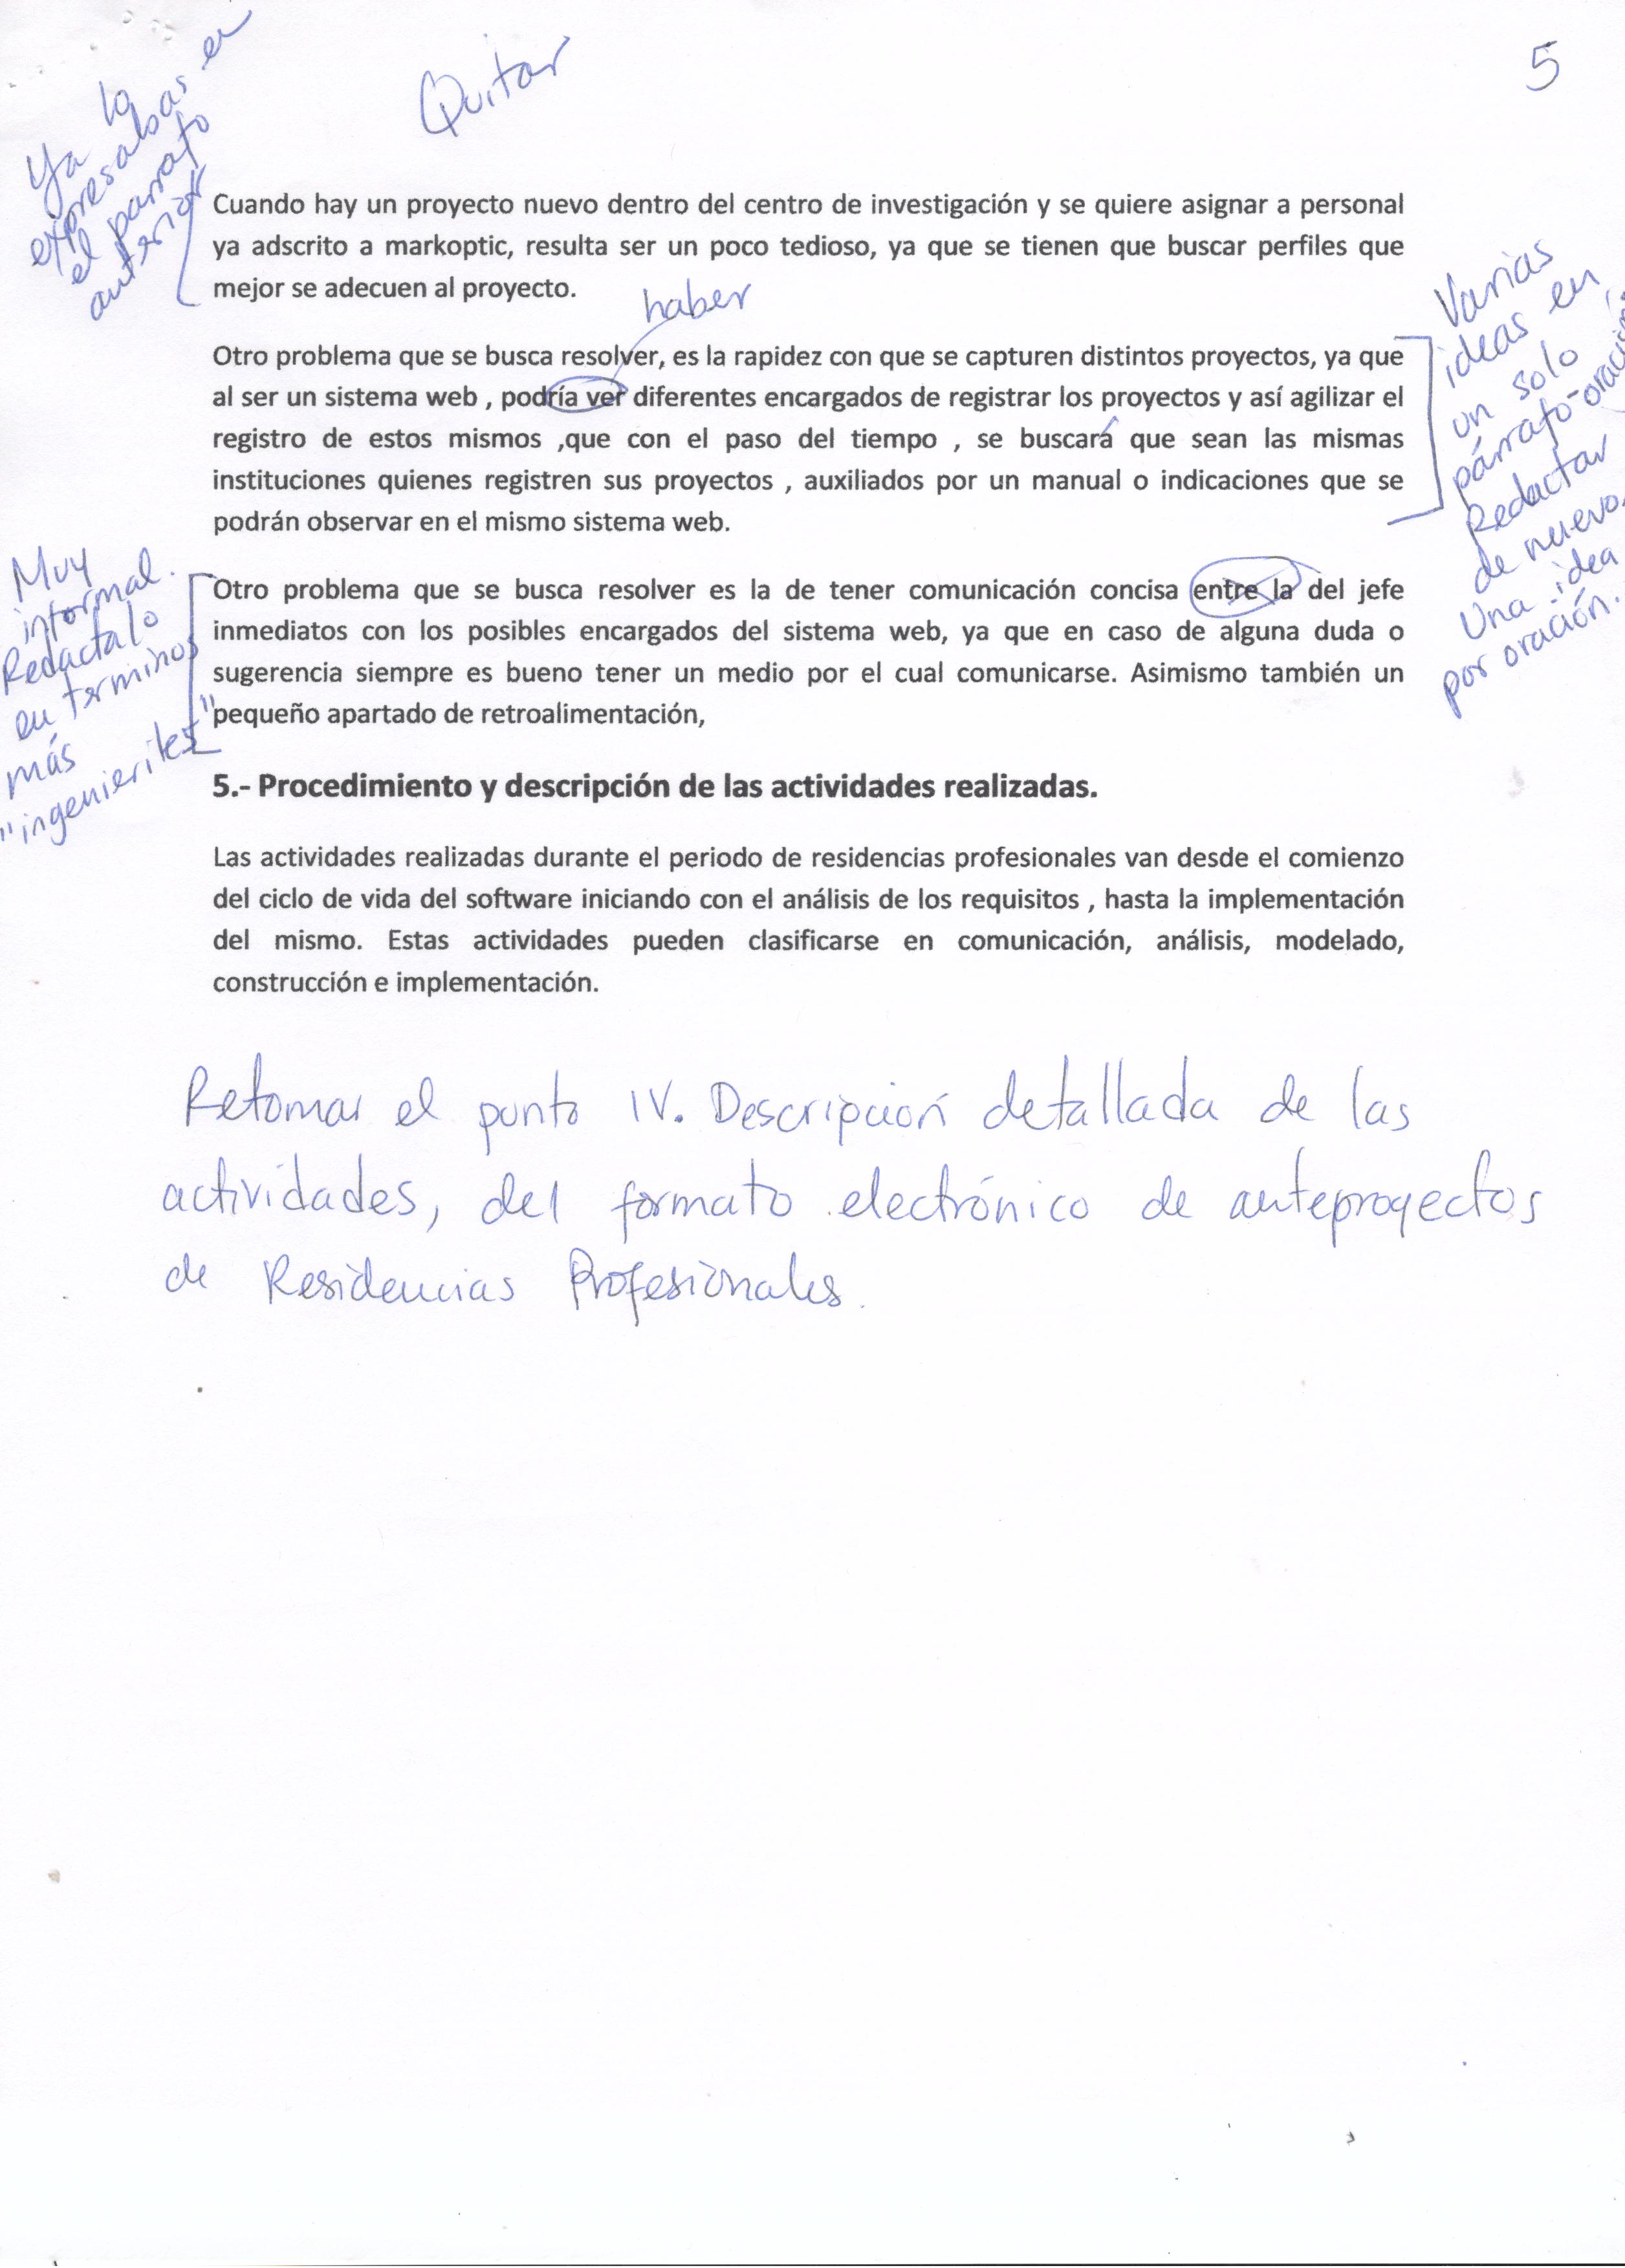 5
Quitar
Ya lo
expresabas en
el parrafo
anterior
Cuando hay un proyecto nuevo dentro del centro de investigación y se quiere asignar a personal
ya adscrito a markoptic, resulta ser un poco tedioso, ya que se tienen que buscar perfiles que
mejor se adecuen al proyecto.
haber
Otro problema que se busca resolver, es la rapidez con que se capturen distintos proyectos, ya que
al ser un sistema web , podría ver diferentes encargados de registrar los proyectos y así agilizar el
registro de estos mismos ,que con el paso del tiempo , se buscará que sean las mismas
instituciones quienes registren sus proyectos , auxiliados por un manual o indicaciones que se
podrán observar en el mismo sistema web.
Varias
ideas en
un solo
párrafo-oración
Redactar
de nuevo.
Una idea
por oración.
Otro problema que se busca resolver es la de tener comunicación concisa entre la del jefe
inmediatos con los posibles encargados del sistema web, ya que en caso de alguna duda o
sugerencia siempre es bueno tener un medio por el cual comunicarse. Asimismo también un
pequeño apartado de retroalimentación,
Muy
informal.
Redactalo
en terminos
más
"ingenieriles"
5.- Procedimiento y descripción de las actividades realizadas.
Las actividades realizadas durante el periodo de residencias profesionales van desde el comienzo
del ciclo de vida del software iniciando con el análisis de los requisitos , hasta la implementación
del mismo. Estas actividades pueden clasificarse en comunicación, análisis, modelado,
construcción e implementación.
Retomar el punto IV. Descripción detallada de las
actividades, del formato electrónico de anteproyectos
de Residencias Profesionales.